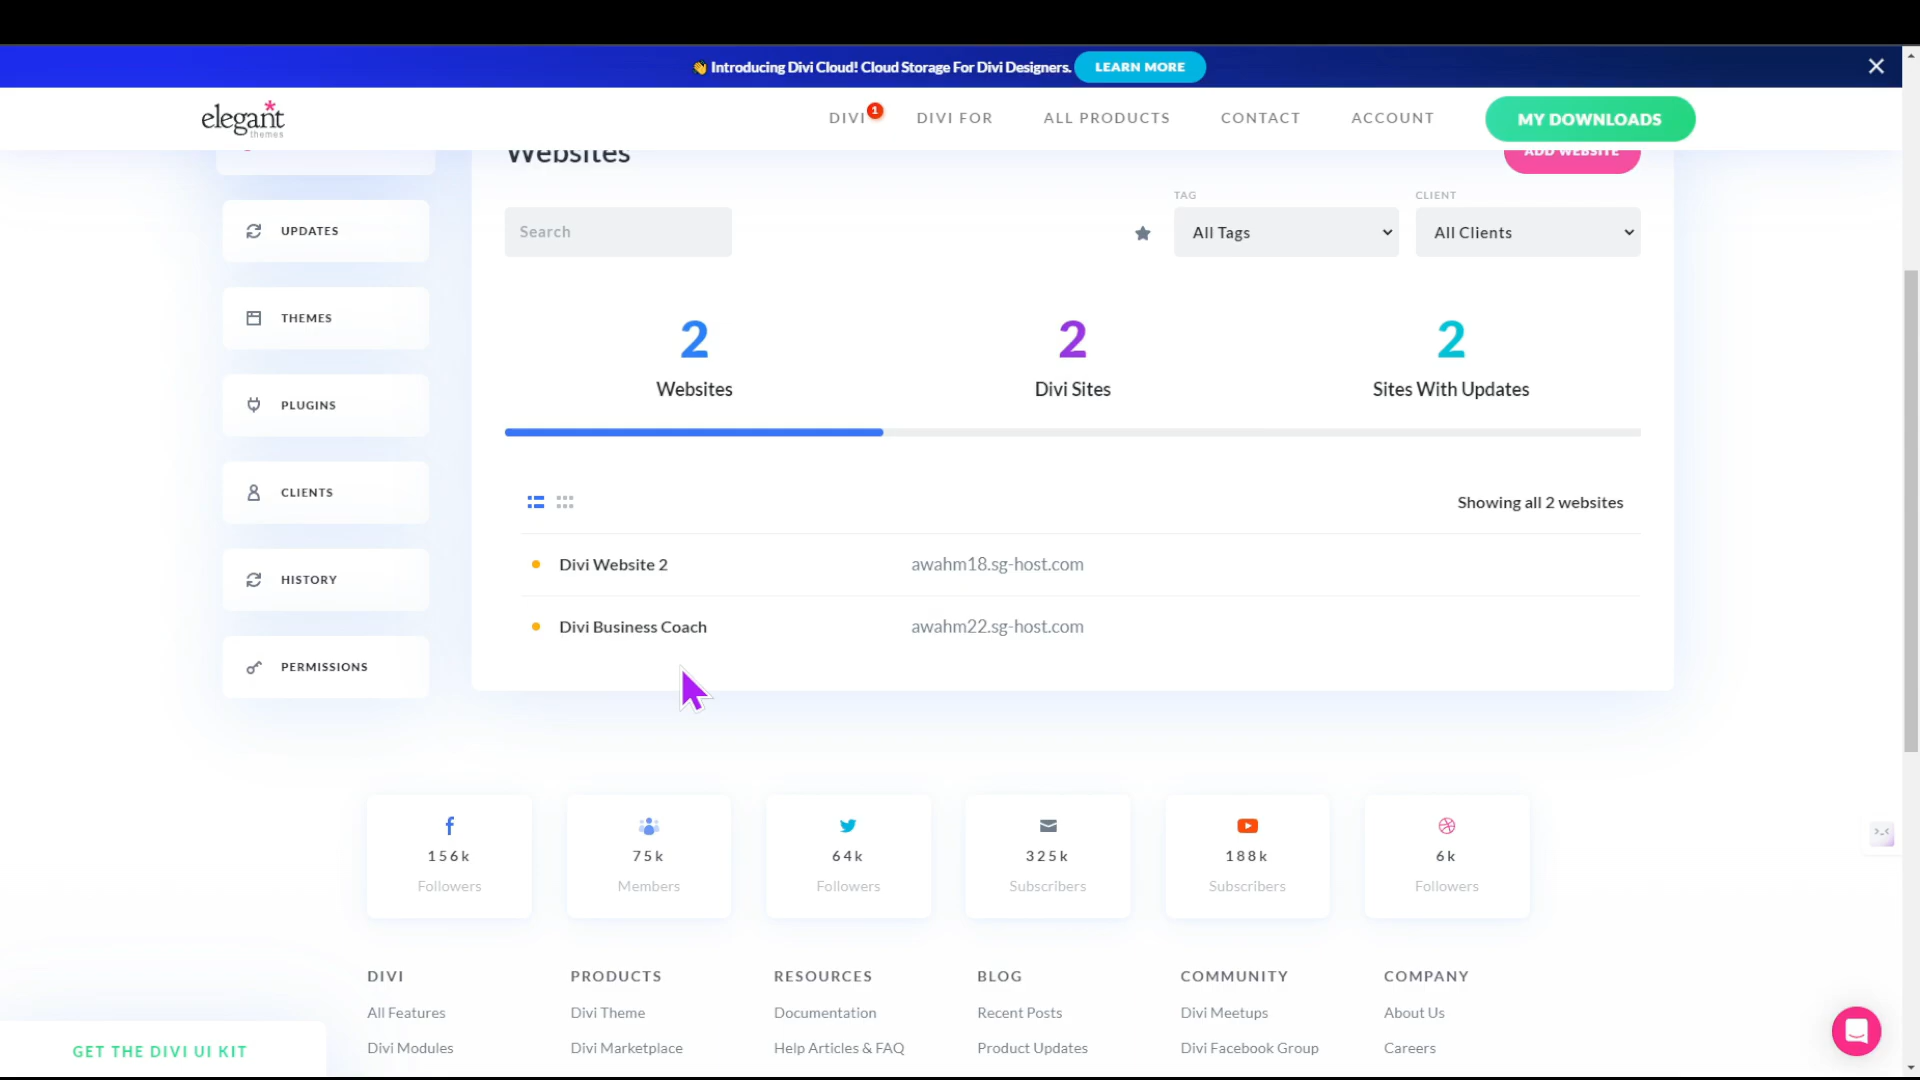 👋 Introducing Divi Cloud! Cloud Storage For Divi Designers. LEARN MORE
elegant themes
DIVI 1 DIVI FOR ALL PRODUCTS CONTACT ACCOUNT MY DOWNLOADS
Websites ADD WEBSITE
TAG CLIENT
Search All Tags All Clients
UPDATES
THEMES
PLUGINS
CLIENTS
HISTORY
PERMISSIONS
2 2 2
Websites Divi Sites Sites With Updates
Showing all 2 websites
Divi Website 2 awahm18.sg-host.com
Divi Business Coach awahm22.sg-host.com
156k 75k 64k 325k 188k 6k
Followers Members Followers Subscribers Subscribers Followers
DIVI PRODUCTS RESOURCES BLOG COMMUNITY COMPANY
All Features Divi Theme Documentation Recent Posts Divi Meetups About Us
Divi Modules Divi Marketplace Help Articles & FAQ Product Updates Divi Facebook Group Careers
GET THE DIVI UI KIT